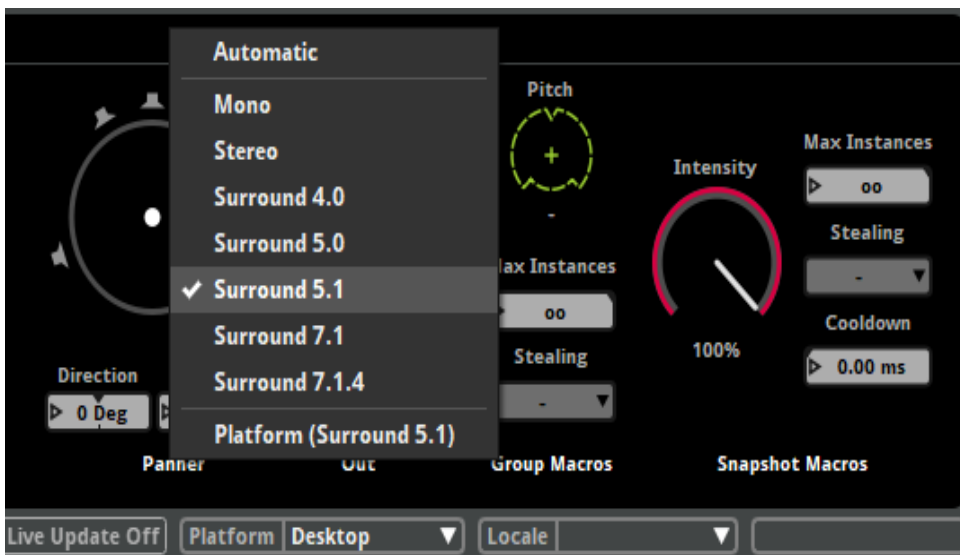 Automatic
Mono
Stereo
Surround 4.0
Surround 5.0
Surround 5.1
Surround 7.1
Surround 7.1.4
Platform (Surround 5.1)
Direction
0 Deg
Panner
Out
Pitch
-
Max Instances
oo
Stealing
-
Group Macros
Intensity
100%
Max Instances
oo
Stealing
-
Cooldown
0.00 ms
Snapshot Macros
Live Update Off
Platform Desktop
Locale